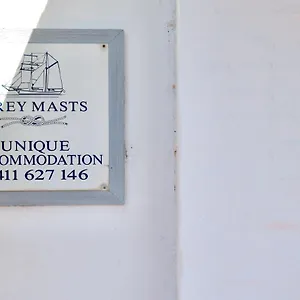 REY MASTS
UNIQUE
OMMODATION
411 627 146